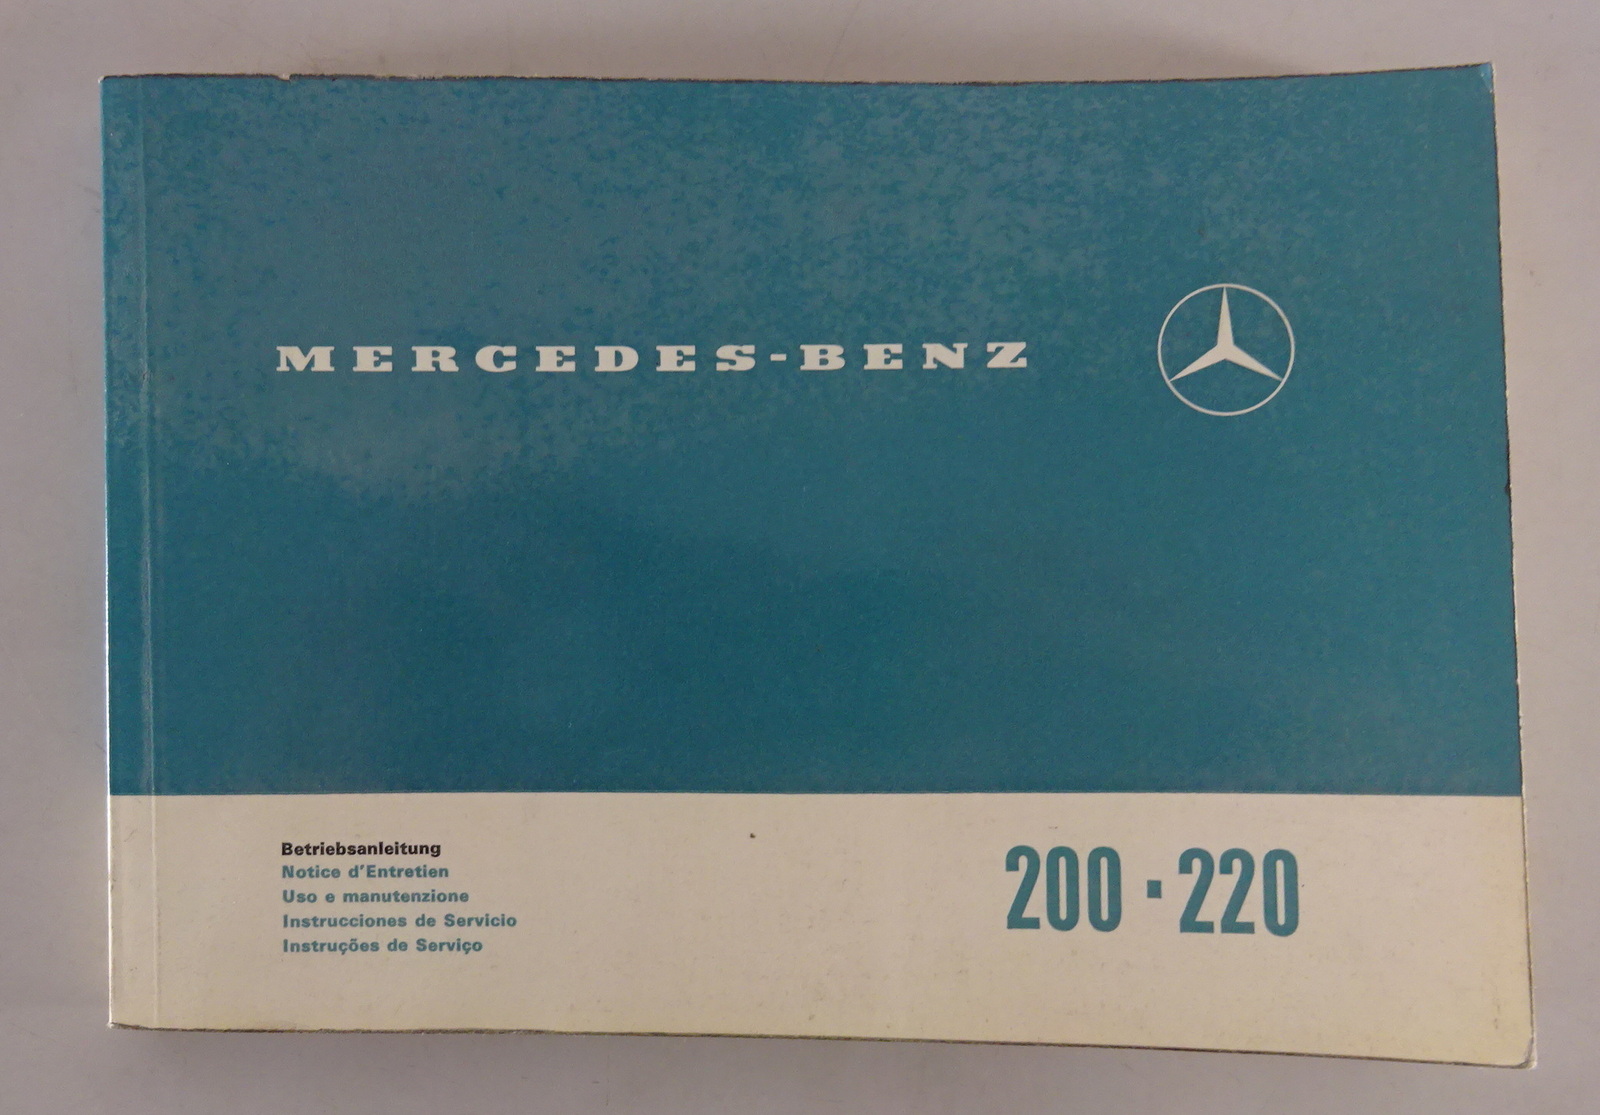 MERCEDES-BENZ
Betriebsanleitung
Notice d'Entretien
Uso e manutenzione
Instrucciones de Servicio
Instruções de Serviço
200 · 220